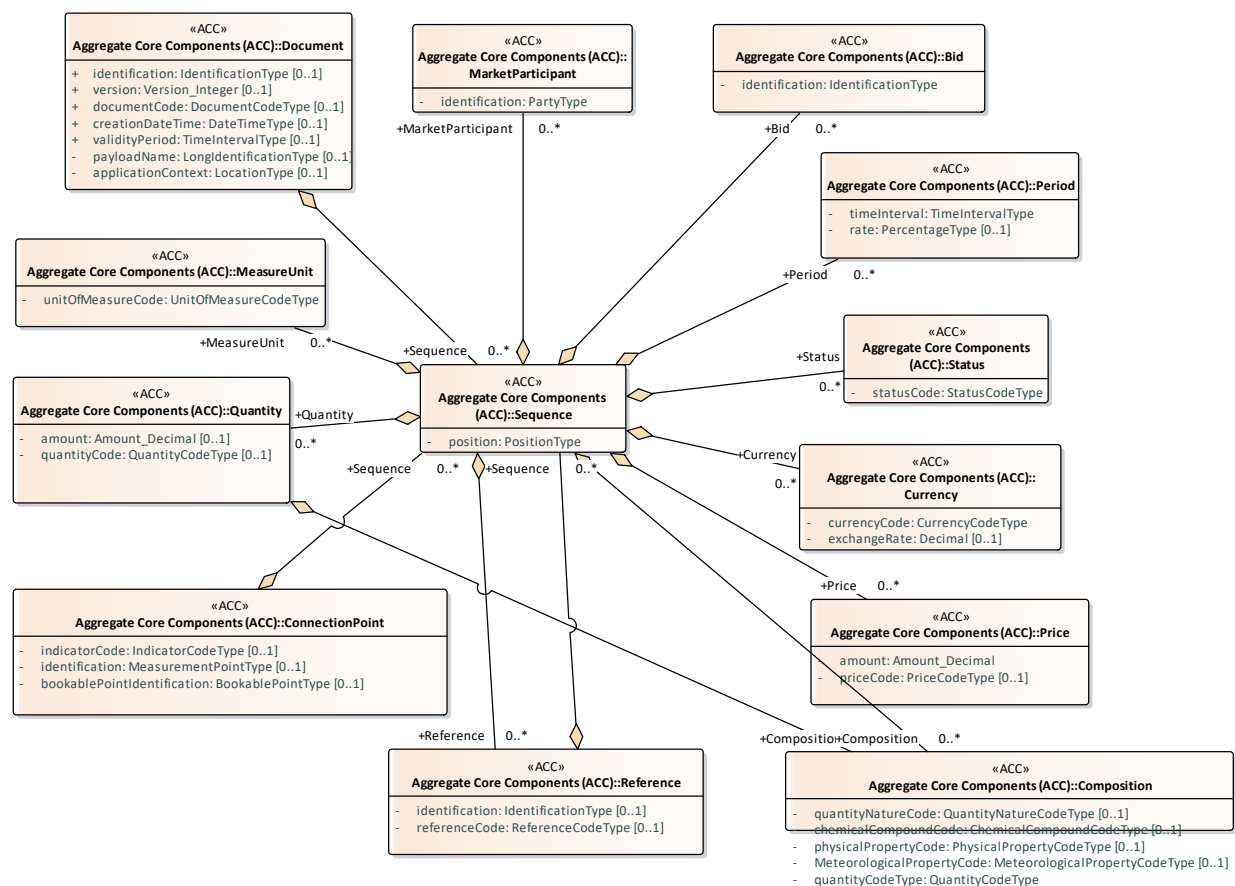 «ACC»
Aggregate Core Components (ACC)::Document
+ identification: IdentificationType [0..1]
+ version: Version_Integer [0..1]
+ documentCode: DocumentCodeType [0..1]
+ creationDateTime: DateTimeType [0..1]
+ validityPeriod: TimeIntervalType [0..1]
- payloadName: LongIdentificationType [0..1]
- applicationContext: LocationType [0..1]
«ACC»
Aggregate Core Components (ACC)::
MarketParticipant
- identification: PartyType
+MarketParticipant 0..*
«ACC»
Aggregate Core Components (ACC)::Bid
- identification: IdentificationType
+Bid 0..*
«ACC»
Aggregate Core Components (ACC)::Period
- timeInterval: TimeIntervalType
- rate: PercentageType [0..1]
+Period 0..*
«ACC»
Aggregate Core Components (ACC)::MeasureUnit
- unitOfMeasureCode: UnitOfMeasureCodeType
+MeasureUnit 0..*
+Sequence 0..*
«ACC»
Aggregate Core Components
(ACC)::Status
- statusCode: StatusCodeType
+Status
0..*
«ACC»
Aggregate Core Components
(ACC)::Sequence
- position: PositionType
«ACC»
Aggregate Core Components (ACC)::Quantity
- amount: Amount_Decimal [0..1]
- quantityCode: QuantityCodeType [0..1]
+Quantity
0..*
+Sequence 0..*
+Sequence 0..*
+Currency
0..*
«ACC»
Aggregate Core Components (ACC)::
Currency
- currencyCode: CurrencyCodeType
- exchangeRate: Decimal [0..1]
«ACC»
Aggregate Core Components (ACC)::ConnectionPoint
- indicatorCode: IndicatorCodeType [0..1]
- identification: MeasurementPointType [0..1]
- bookablePointIdentification: BookablePointType [0..1]
+Price 0..*
«ACC»
Aggregate Core Components (ACC)::Price
- amount: Amount_Decimal
- priceCode: PriceCodeType [0..1]
+Reference 0..*
«ACC»
Aggregate Core Components (ACC)::Reference
- identification: IdentificationType [0..1]
- referenceCode: ReferenceCodeType [0..1]
+Composition
+Composition 0..*
«ACC»
Aggregate Core Components (ACC)::Composition
- quantityNatureCode: QuantityNatureCodeType [0..1]
- chemicalCompoundCode: ChemicalCompoundCodeType [0..1]
- physicalPropertyCode: PhysicalPropertyCodeType [0..1]
- MeteorologicalPropertyCode: MeteorologicalPropertyCodeType [0..1]
- quantityCodeType: QuantityCodeType